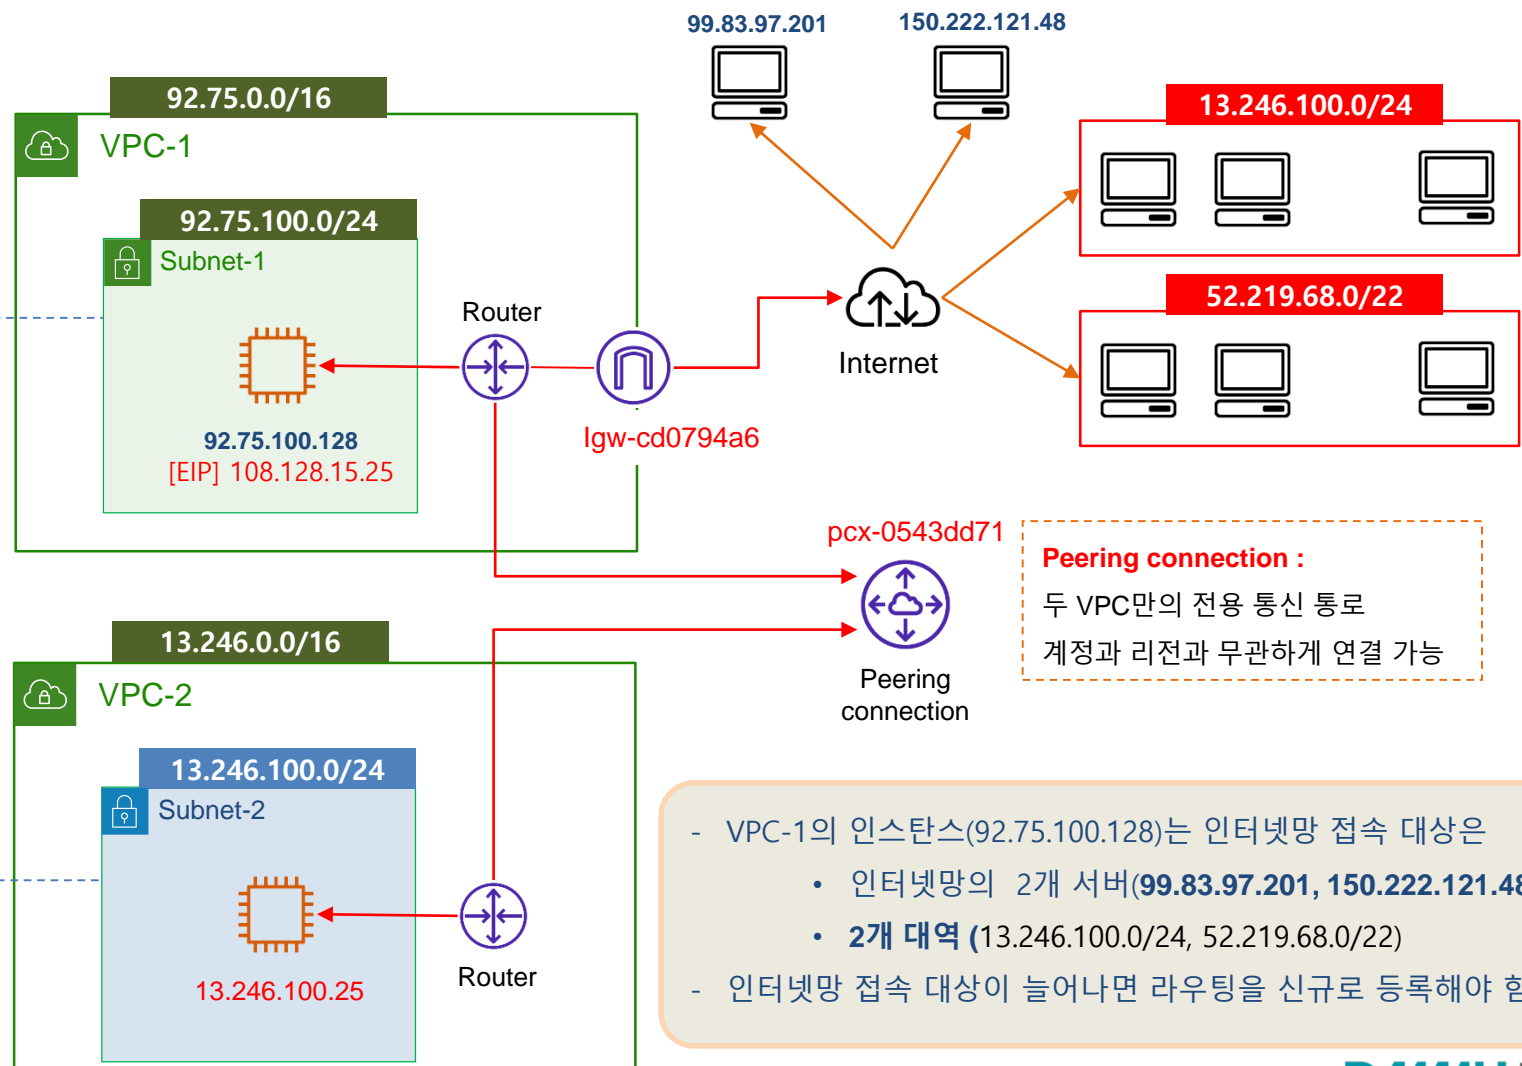 99.83.97.201
150.222.121.48
92.75.0.0/16
VPC-1
92.75.100.0/24
Subnet-1
92.75.100.128
[EIP] 108.128.15.25
Router
Igw-cd0794a6
Internet
13.246.100.0/24
52.219.68.0/22
pcx-0543dd71
Peering
connection
Peering connection :
두 VPC만의 전용 통신 통로
계정과 리전과 무관하게 연결 가능
13.246.0.0/16
VPC-2
13.246.100.0/24
Subnet-2
13.246.100.25
Router
- VPC-1의 인스탄스(92.75.100.128)는 인터넷망 접속 대상은
• 인터넷망의 2개 서버(99.83.97.201, 150.222.121.48
• 2개 대역 (13.246.100.0/24, 52.219.68.0/22)
- 인터넷망 접속 대상이 늘어나면 라우팅을 신규로 등록해야 함